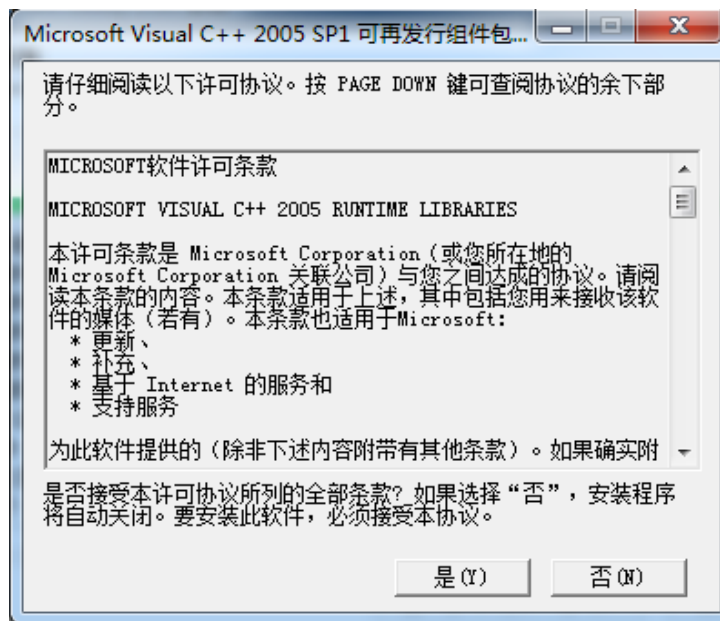 Microsoft Visual C++ 2005 SP1 可再发行组件包...
请仔细阅读以下许可协议。按 PAGE DOWN 键可查阅协议的余下部
分。
MICROSOFT软件许可条款
MICROSOFT VISUAL C++ 2005 RUNTIME LIBRARIES
本许可条款是 Microsoft Corporation（或您所在地的
Microsoft Corporation 关联公司）与您之间达成的协议。请阅
读本条款的内容。本条款适用于上述，其中包括您用来接收该软
件的媒体（若有）。本条款也适用于Microsoft:
* 更新、
* 补充、
* 基于 Internet 的服务和
* 支持服务
为此软件提供的（除非下述内容附带有其他条款）。如果确实附
是否接受本许可协议所列的全部条款？如果选择“否”，安装程序
将自动关闭。要安装此软件，必须接受本协议。
是(Y)
否(N)